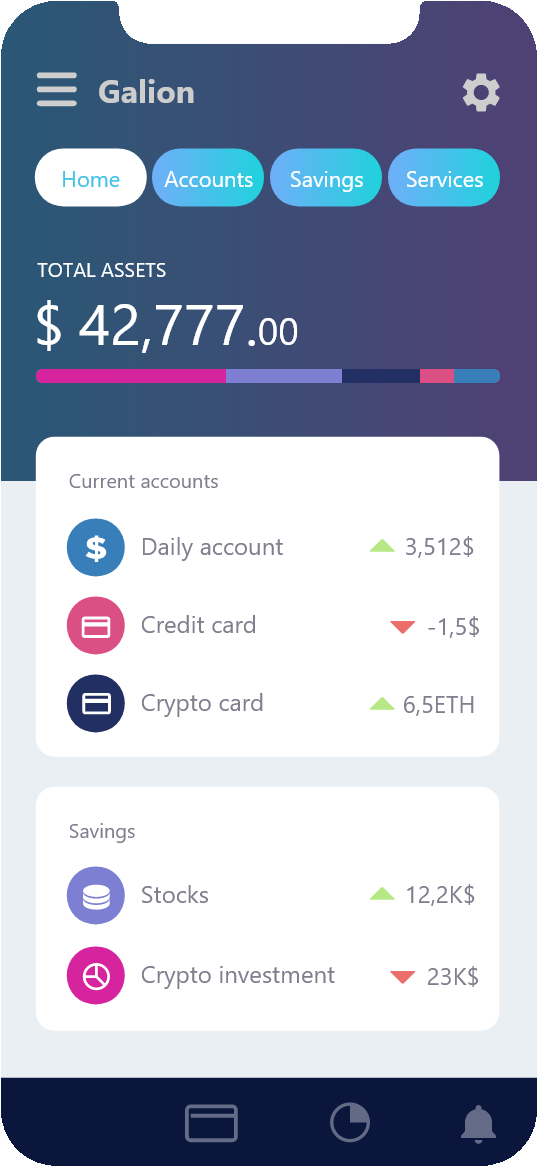 Galion
Home Accounts Savings Services
TOTAL ASSETS
$ 42,777.00
Current accounts
$ Daily account 3,512$
Credit card -1,5$
Crypto card 6,5ETH
Savings
Stocks 12,2K$
Crypto investment 23K$